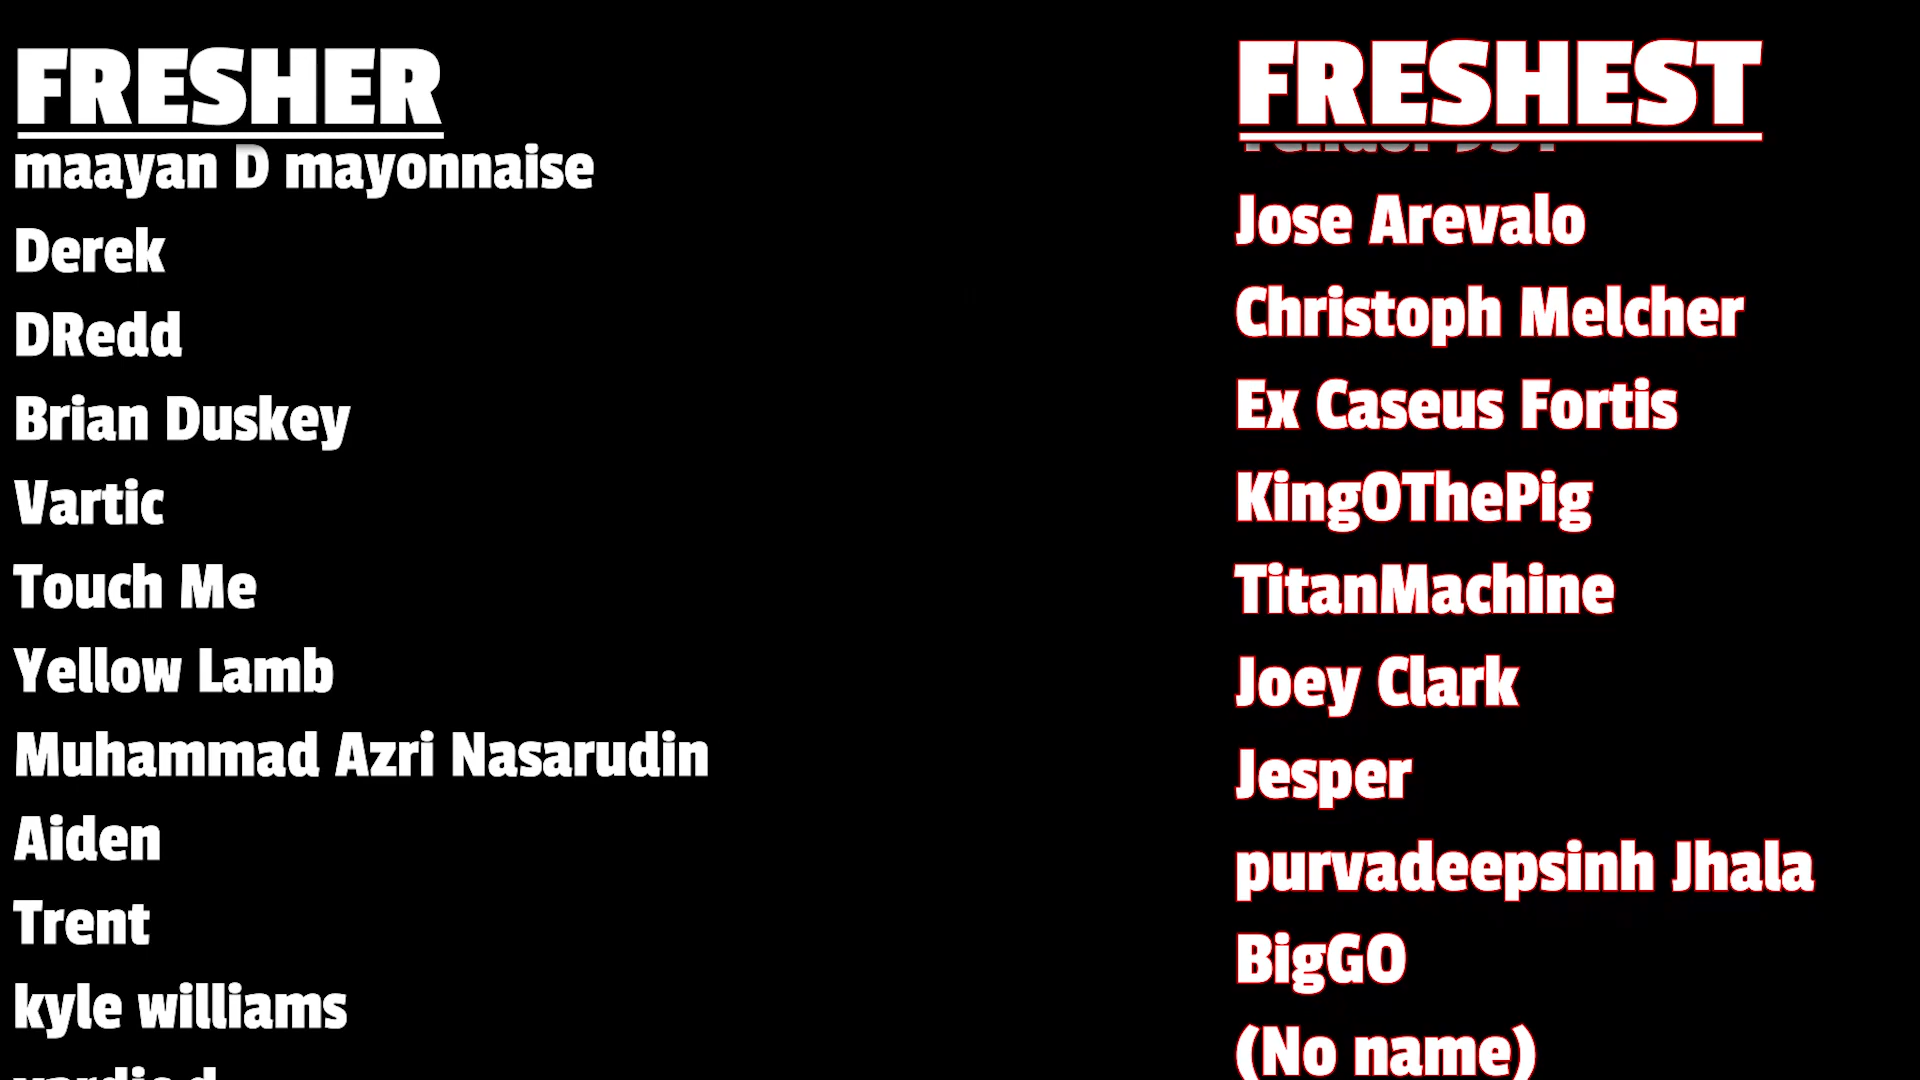 FRESHER
maayan D mayonnaise
Derek
DRedd
Brian Duskey
Vartic
Touch Me
Yellow Lamb
Muhammad Azri Nasarudin
Aiden
Trent
kyle williams
FRESHEST
Jose Arevalo
Christoph Melcher
Ex Caseus Fortis
KingOThePig
TitanMachine
Joey Clark
Jesper
purvadeepsinh Jhala
BigGO
(No name)